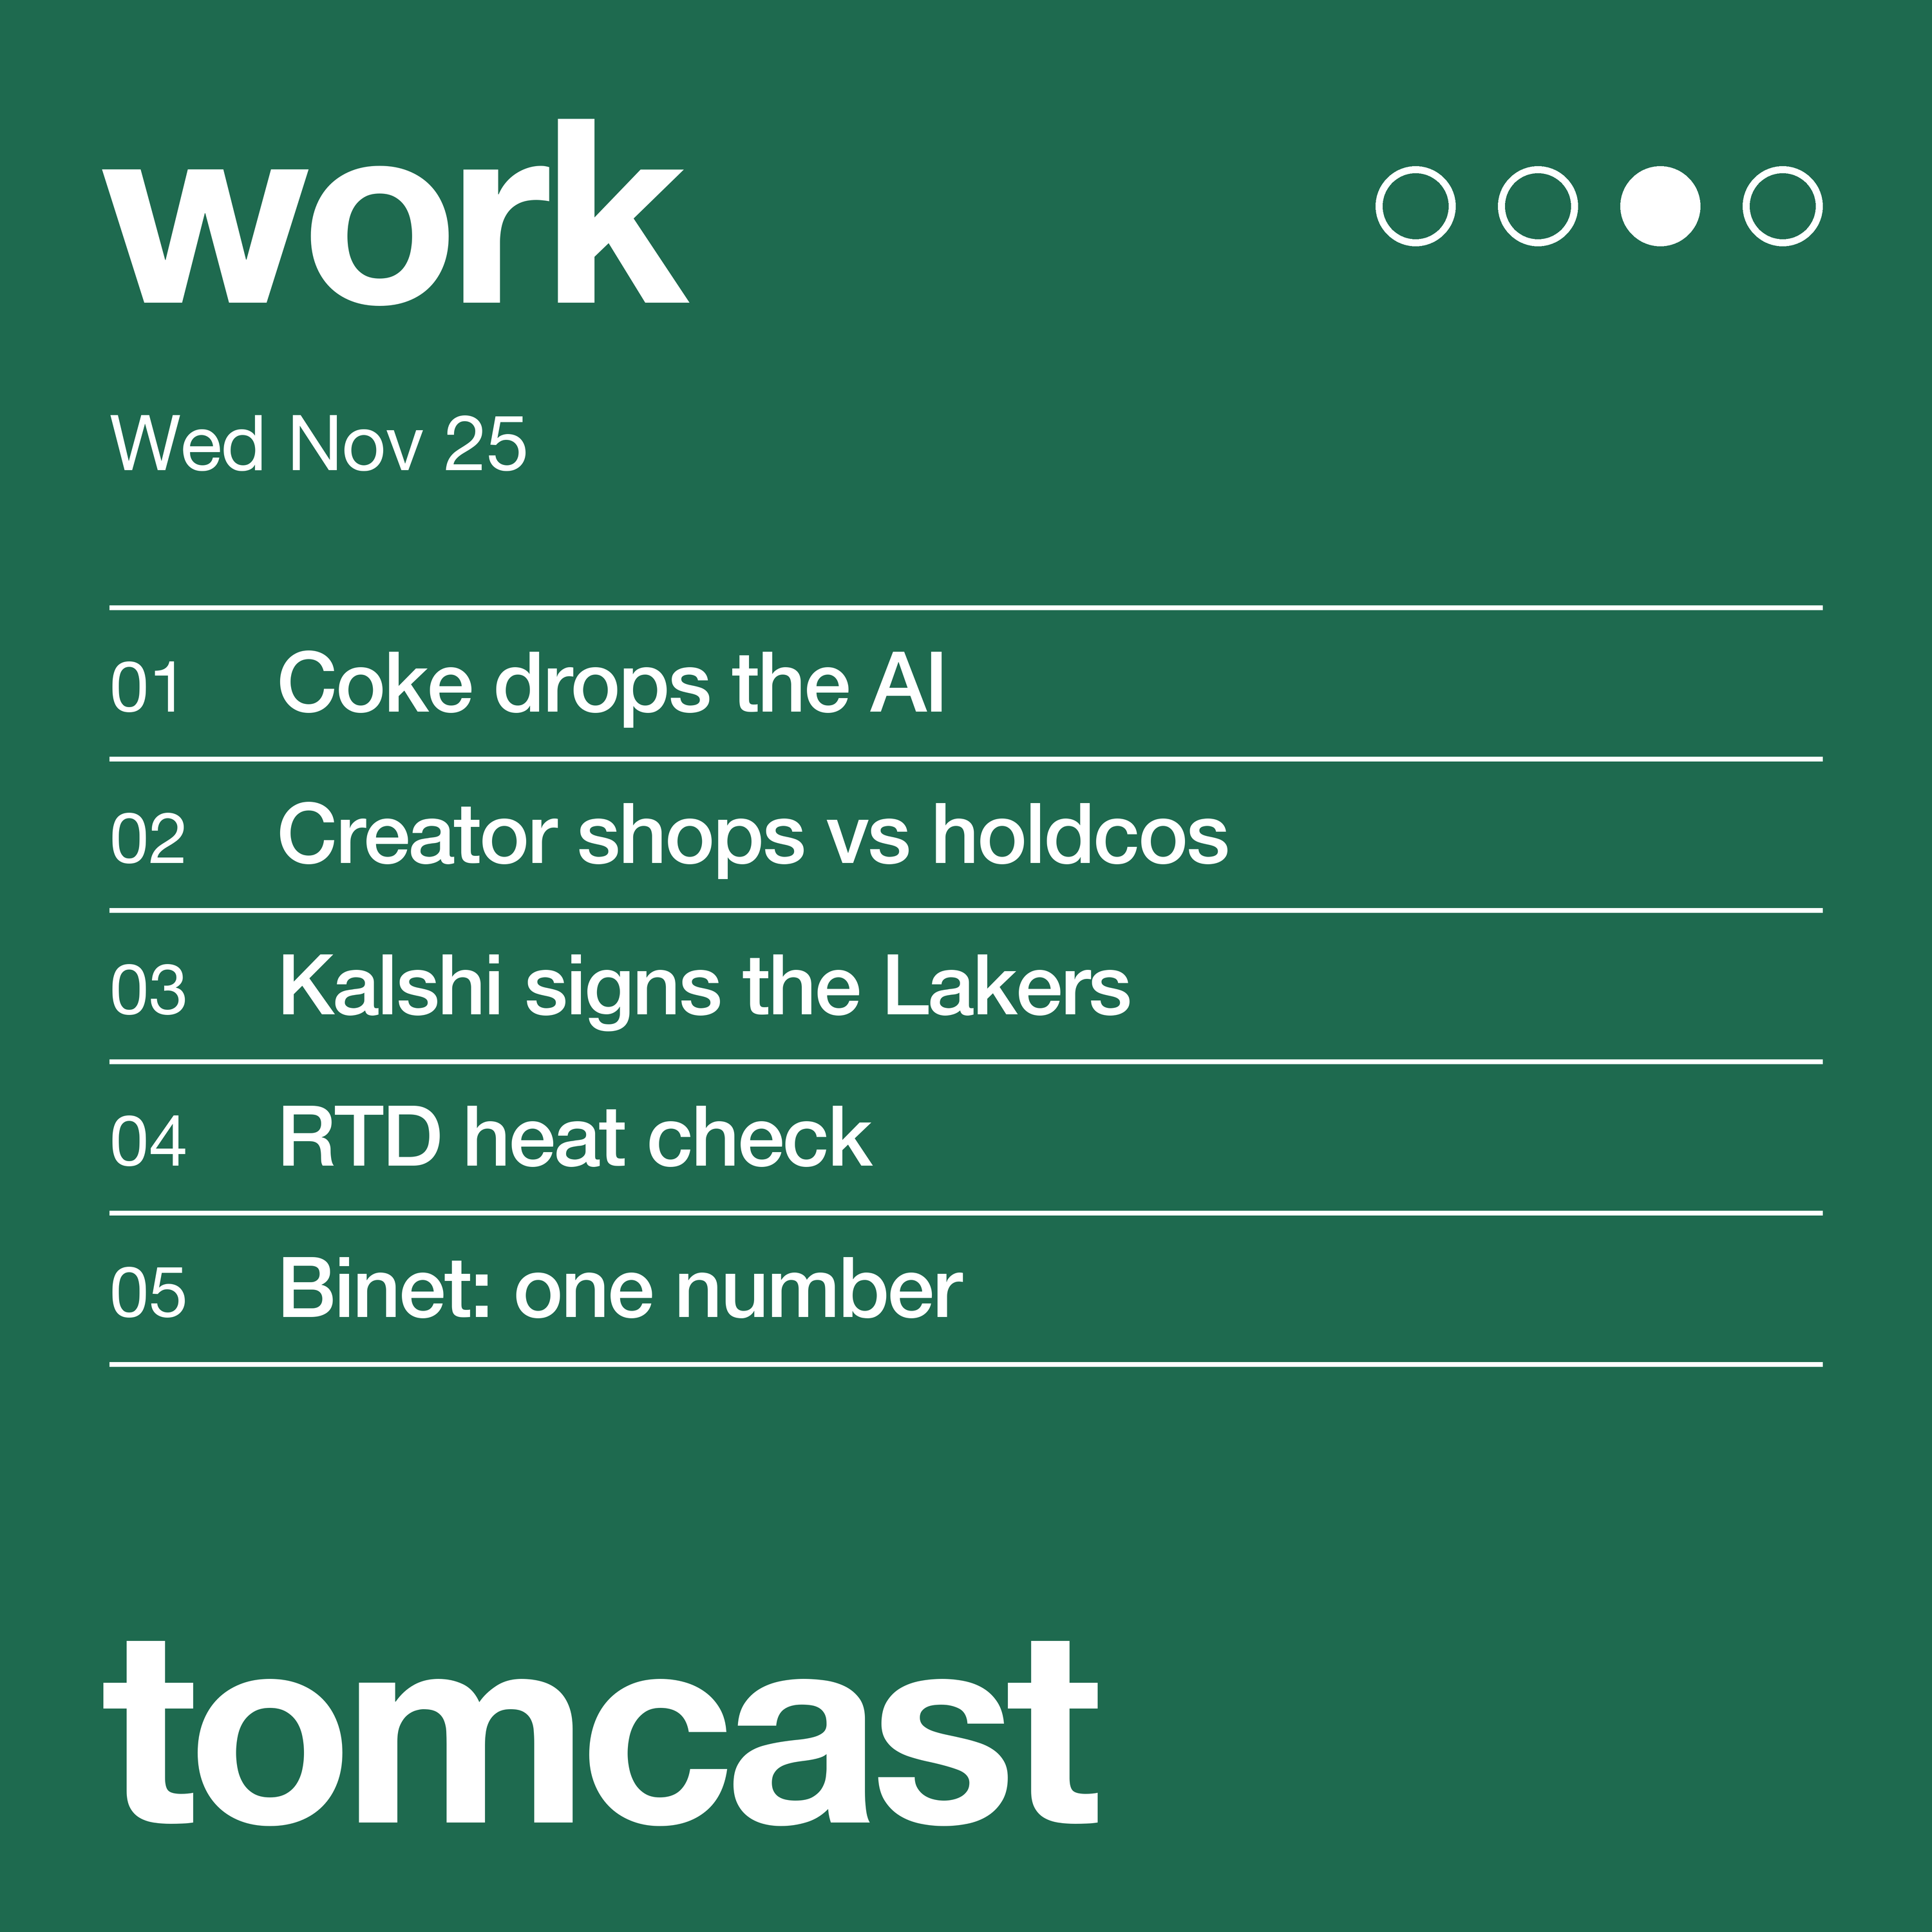 work
Wed Nov 25
01 Coke drops the AI
02 Creator shops vs holdcos
03 Kalshi signs the Lakers
04 RTD heat check
05 Binet: one number
tomcast